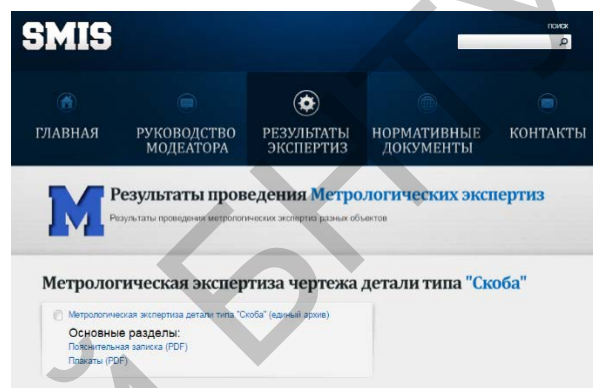 SMIS
поиск
ГЛАВНАЯ
РУКОВОДСТВО
МОДЕАТОРА
РЕЗУЛЬТАТЫ
ЭКСПЕРТИЗ
НОРМАТИВНЫЕ
ДОКУМЕНТЫ
КОНТАКТЫ
М Результаты проведения Метрологических экспертиз
Результаты проведения метрологических экспертиз разных объектов
Метрологическая экспертиза чертежа детали типа "Скоба"
Метрологическая экспертиза детали типа "Скоба" (единый архив)
Основные разделы:
Пояснительная записка (PDF)
Плакаты (PDF)
БНТУ
й